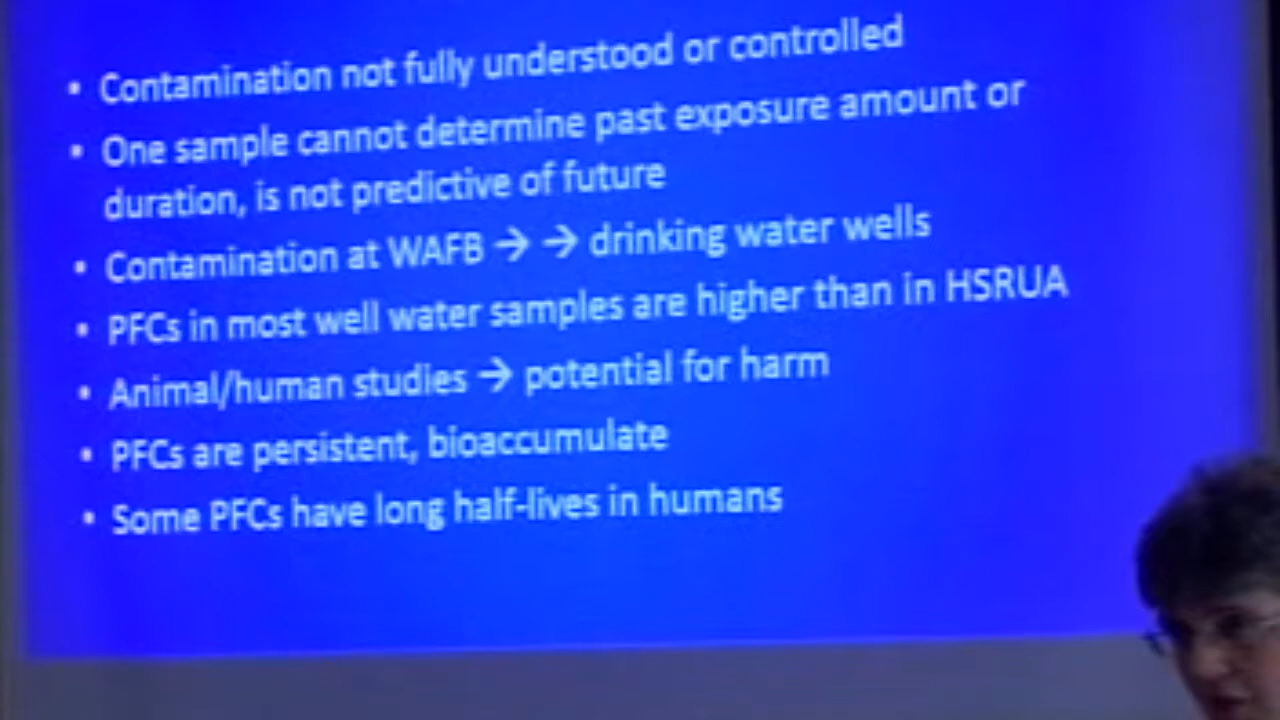 • Contamination not fully understood or controlled
• One sample cannot determine past exposure amount or
duration, is not predictive of future
• Contamination at WAFB → → drinking water wells
• PFCs in most well water samples are higher than in HSRUA
• Animal/human studies → potential for harm
• PFCs are persistent, bioaccumulate
• Some PFCs have long half-lives in humans